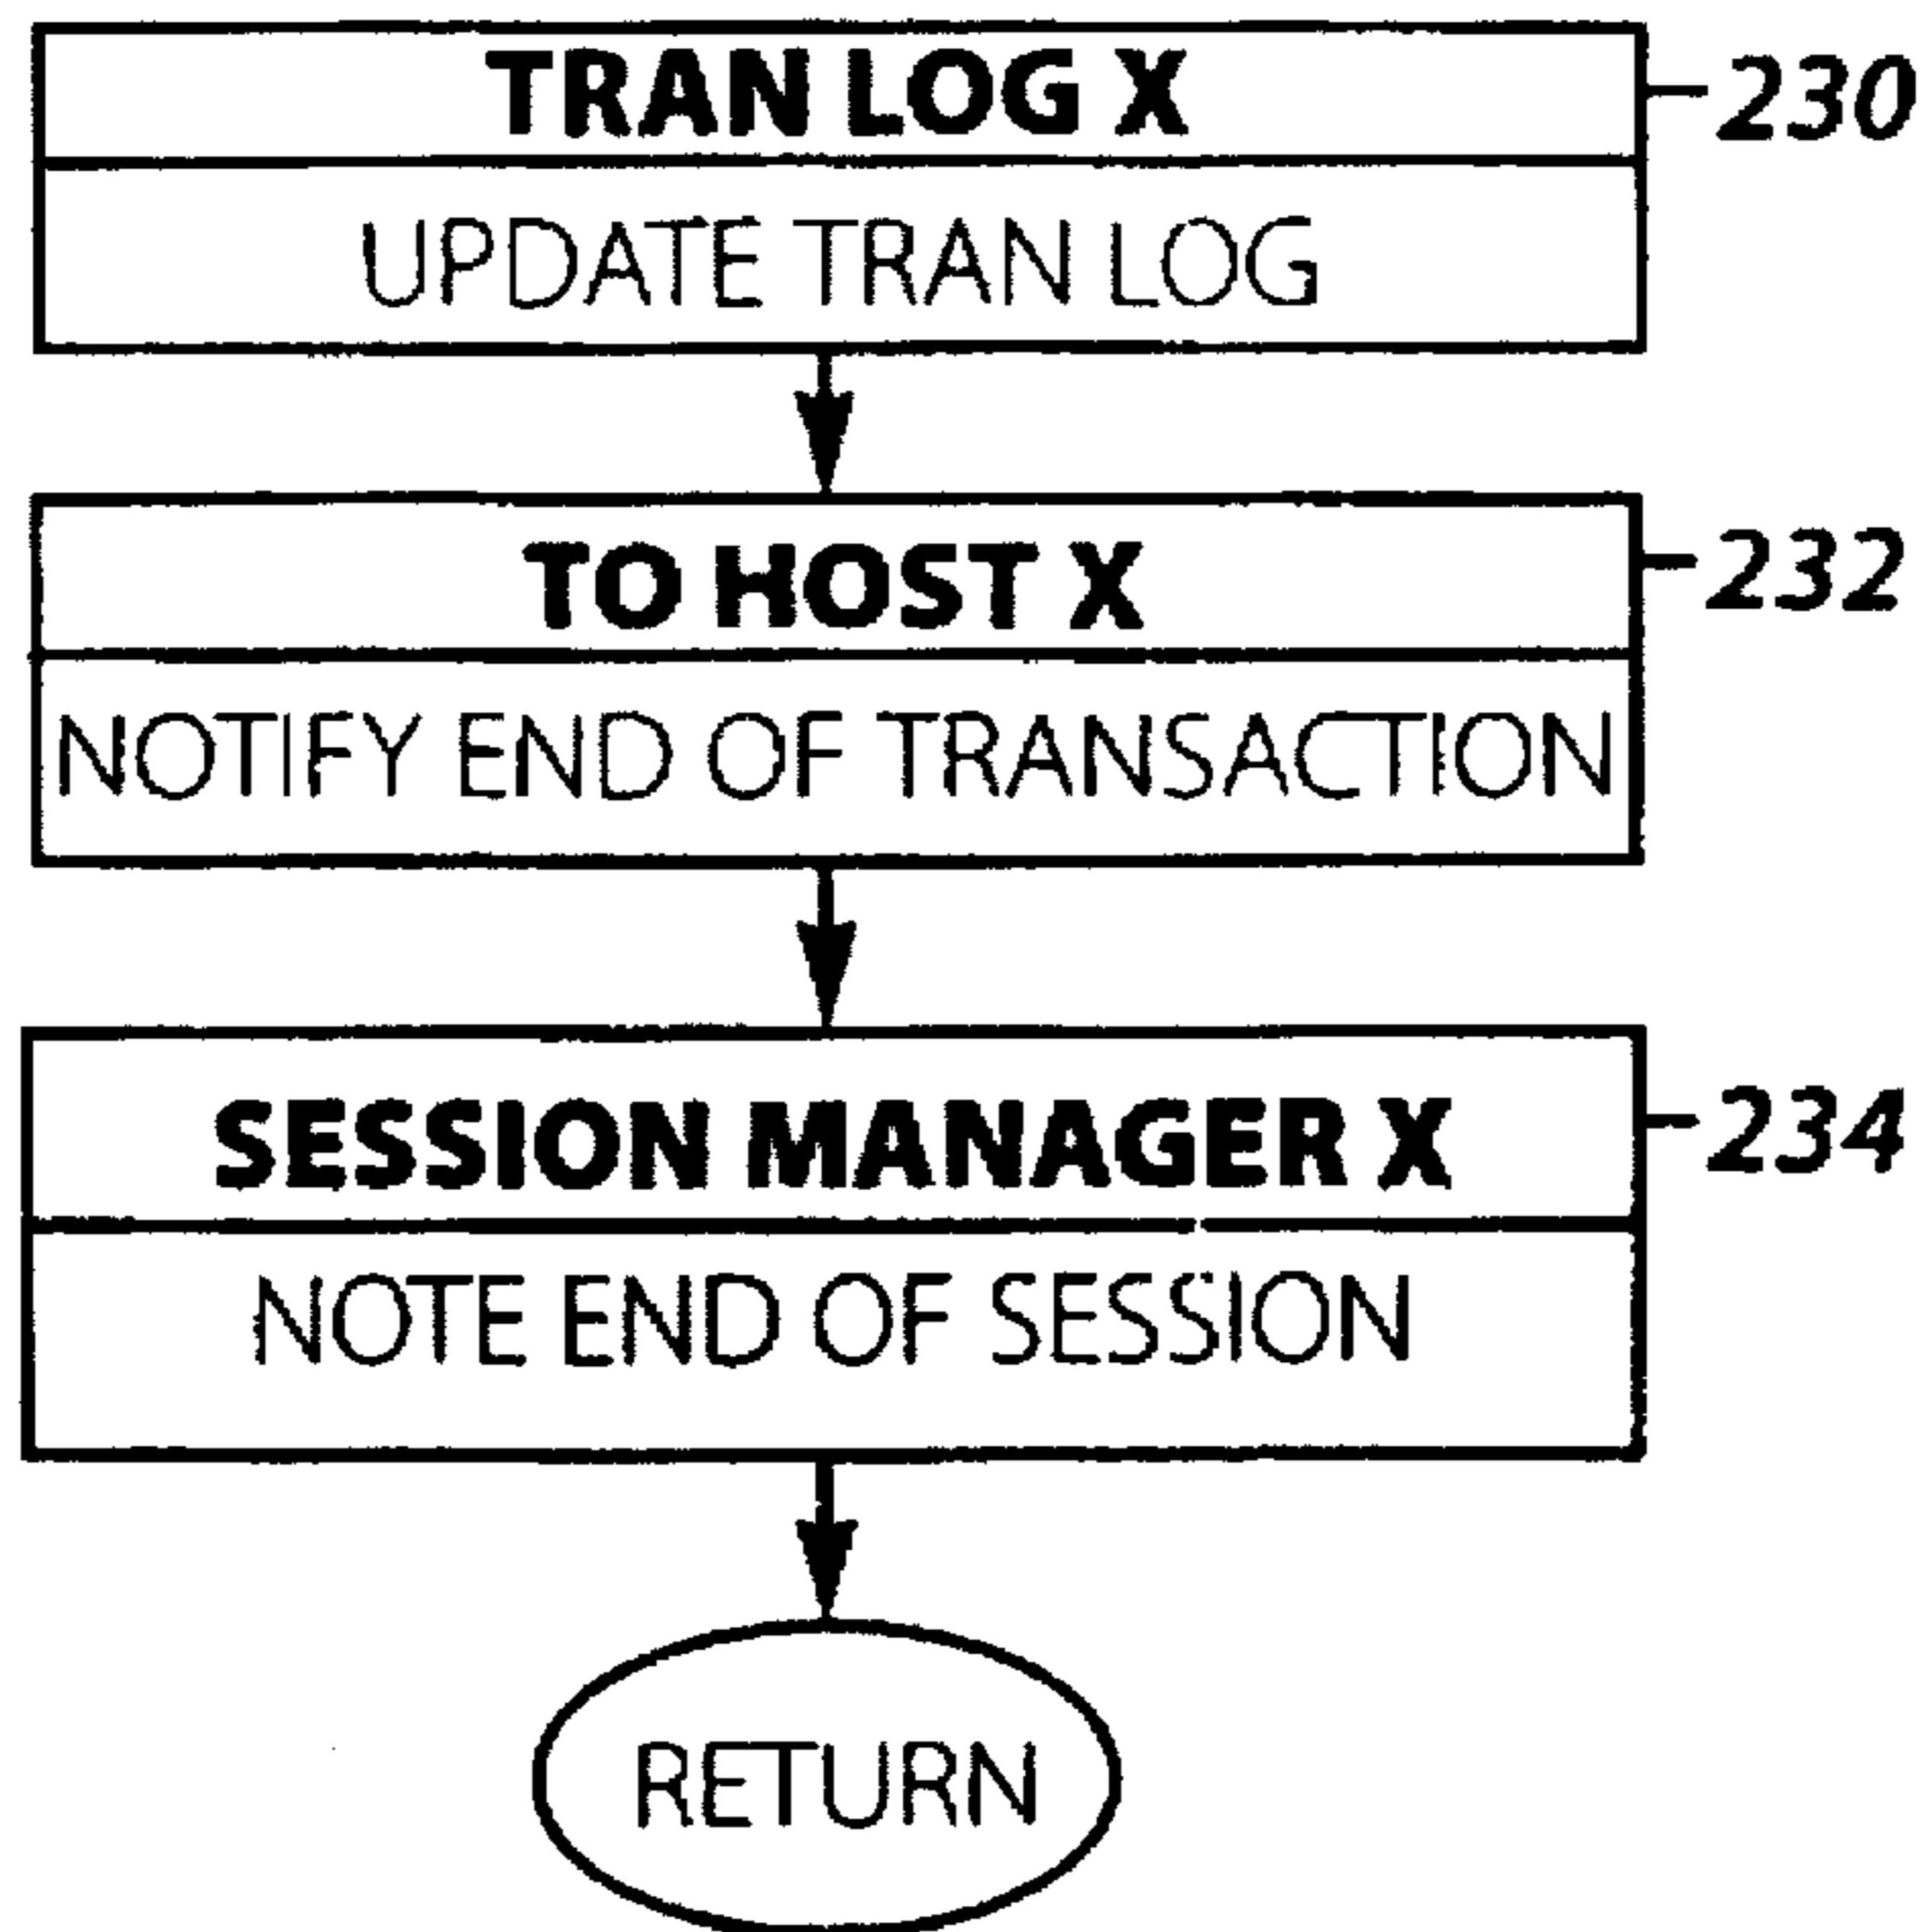 TRAN LOG X
230
UPDATE TRAN LOG
TO HOST X
232
NOTIFY END OF TRANSACTION
SESSION MANAGER X
234
NOTE END OF SESSION
RETURN